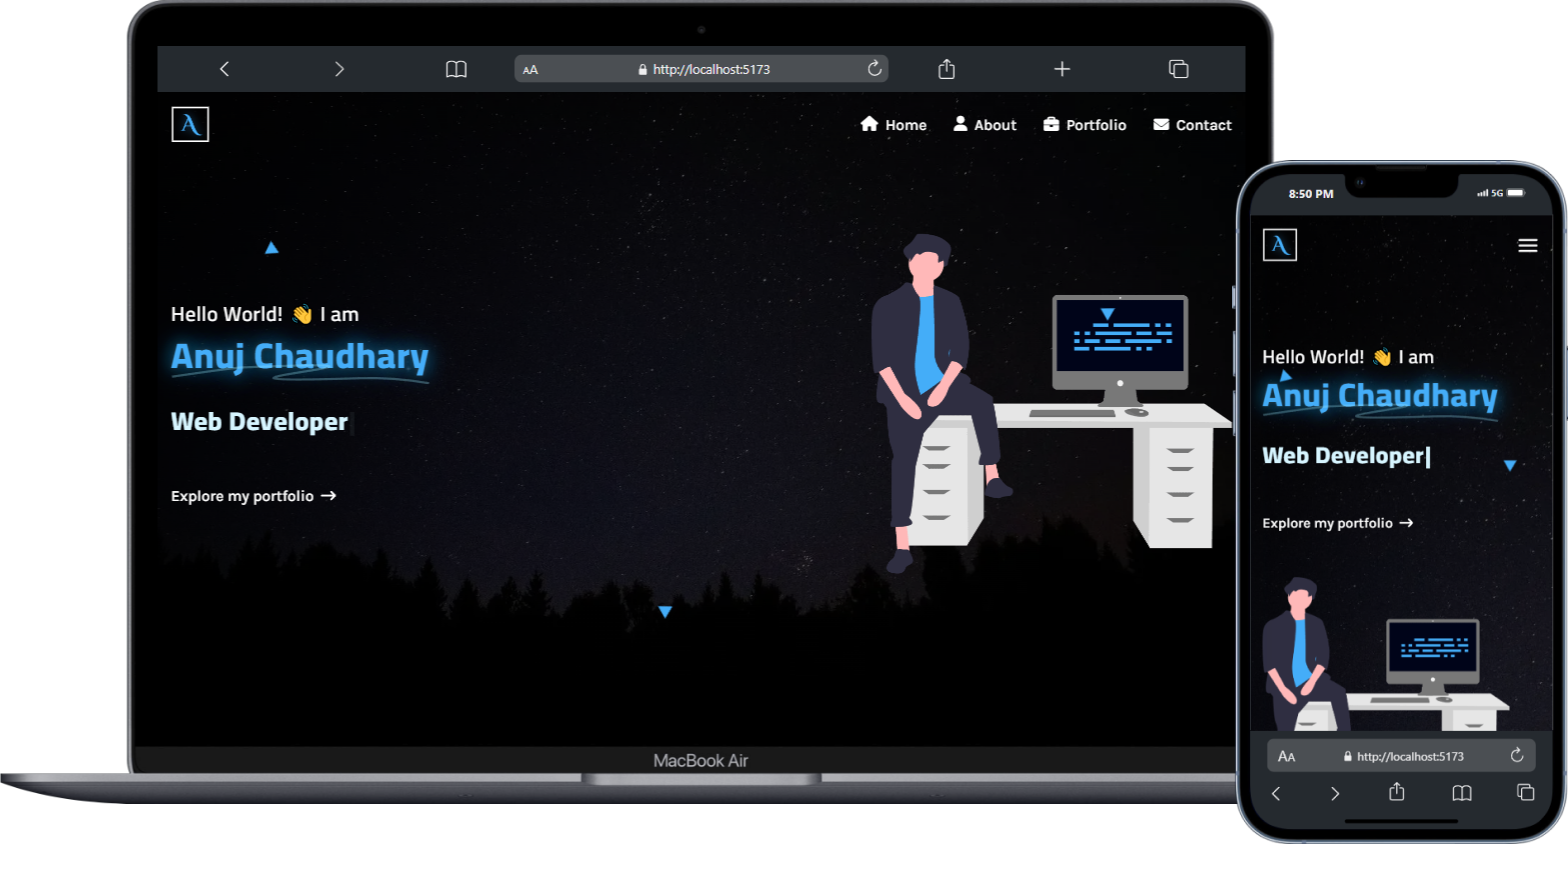 AA http://localhost:5173
A
Home About Portfolio Contact
Hello World! 👋 I am
Anuj Chaudhary
Web Developer
Explore my portfolio →
MacBook Air
8:50 PM 5G
A
Hello World! 👋 I am
Anuj Chaudhary
Web Developer|
Explore my portfolio →
AA http://localhost:5173